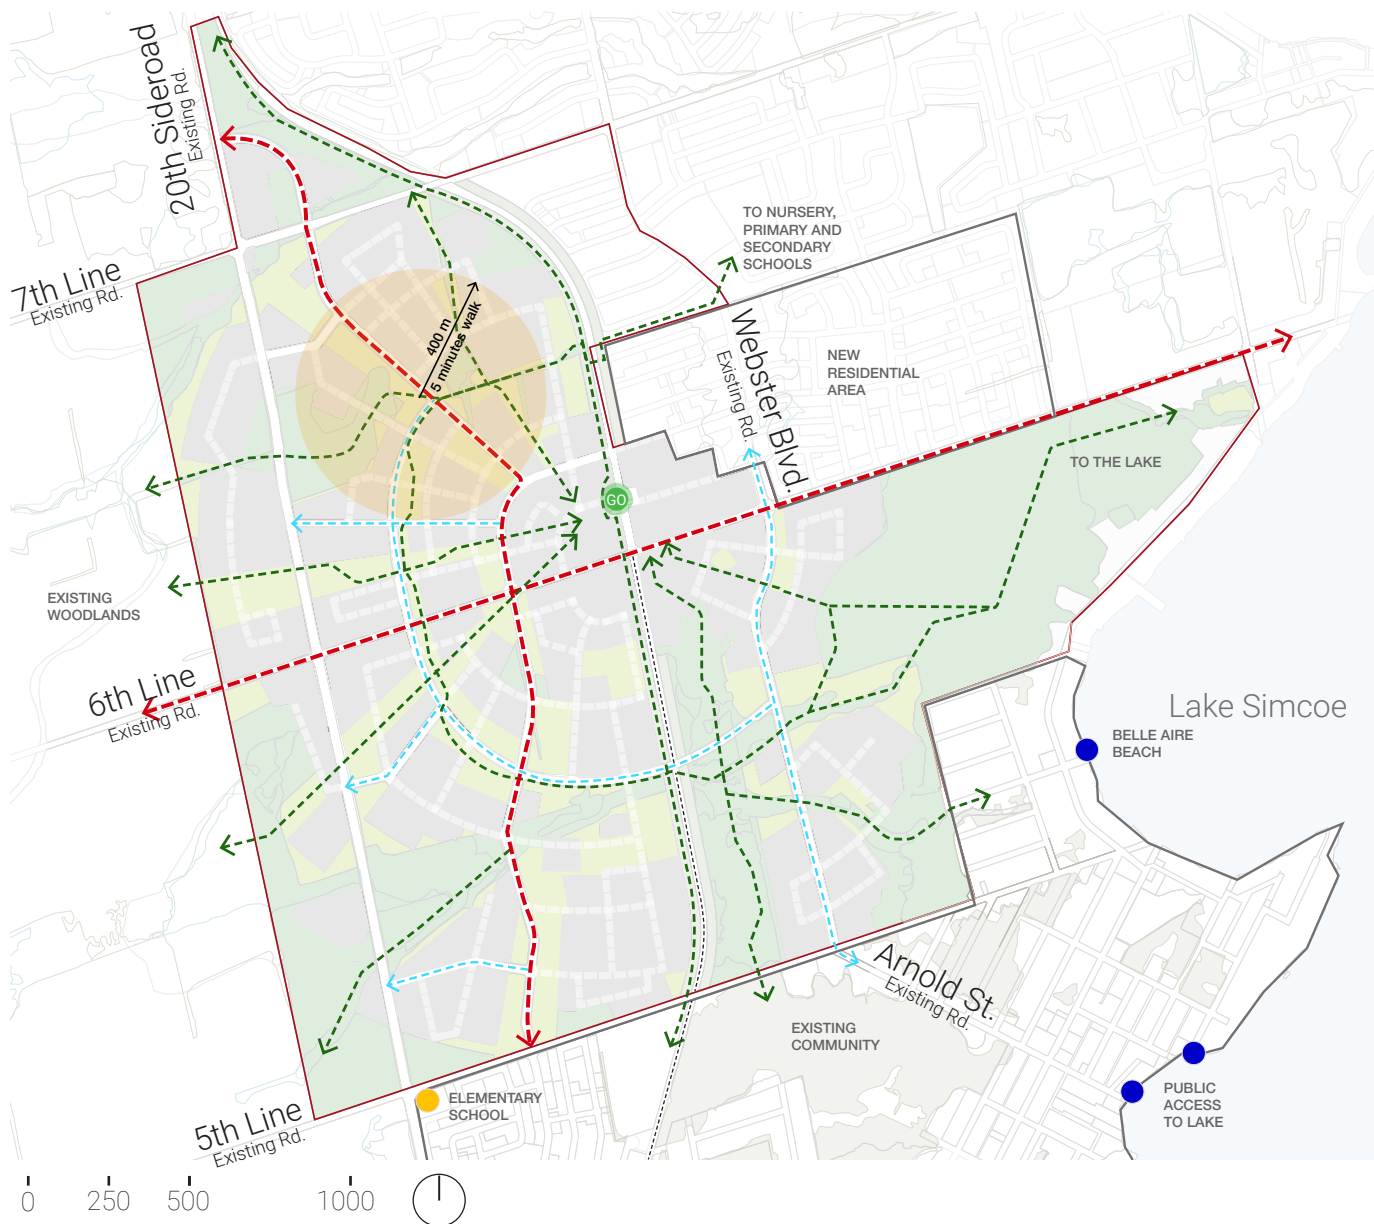 20th Sideroad
Existing Rd.
TO NURSERY,
PRIMARY AND
SECONDARY
SCHOOLS
7th Line
Existing Rd.
400 m
5 minutes walk
Webster Blvd.
Existing Rd.
NEW
RESIDENTIAL
AREA
TO THE LAKE
GO
EXISTING
WOODLANDS
6th Line
Existing Rd.
Lake Simcoe
BELLE AIRE
BEACH
Arnold St.
Existing Rd.
EXISTING
COMMUNITY
ELEMENTARY
SCHOOL
PUBLIC
ACCESS
TO LAKE
5th Line
Existing Rd.
0 250 500 1000